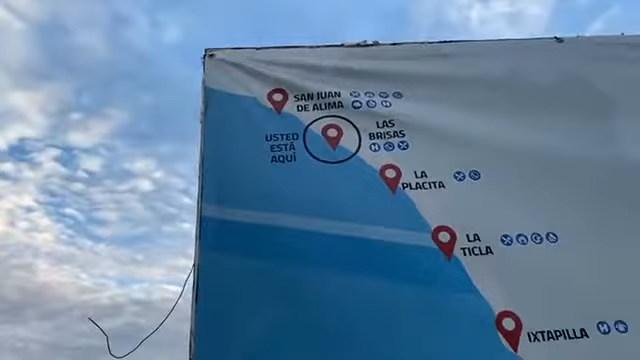 SAN JUAN
DE ALIMA
USTED
ESTÁ
AQUÍ
LAS
BRISAS
LA
PLACITA
LA
TICLA
IXTAPILLA